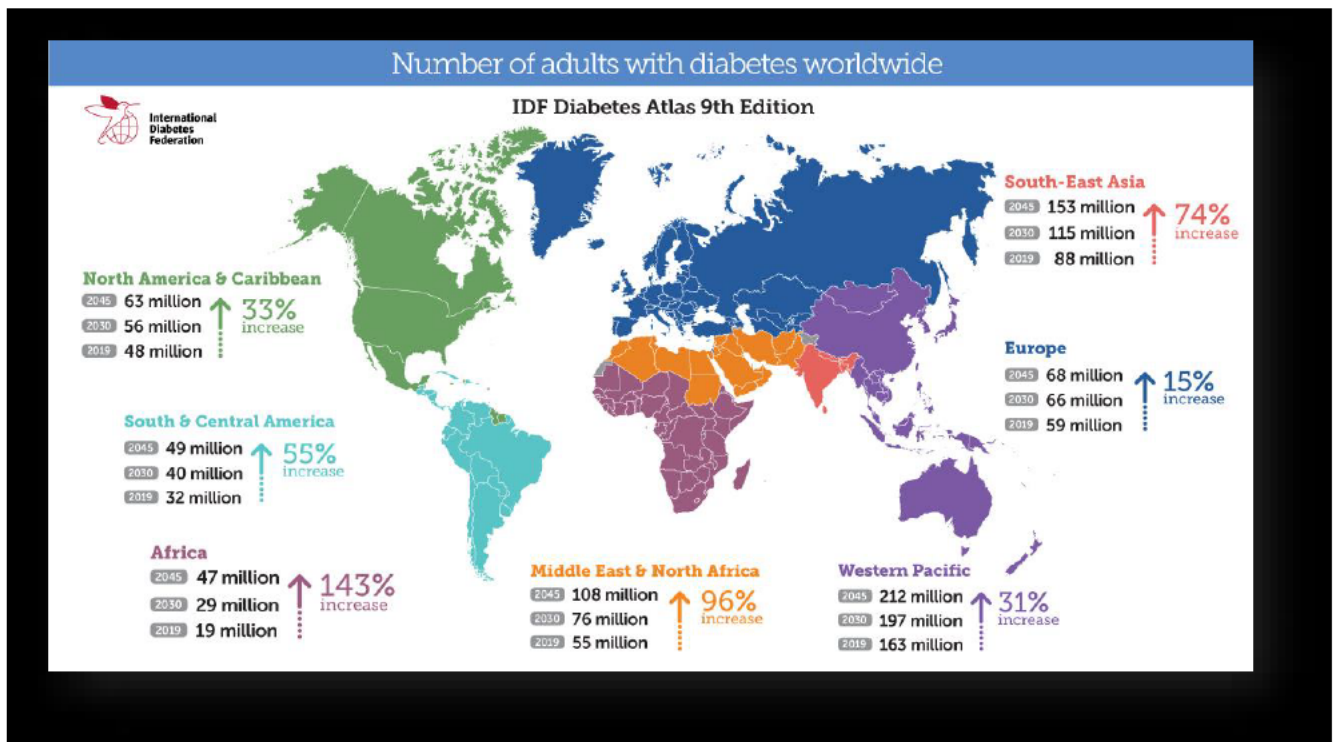 Number of adults with diabetes worldwide
IDF Diabetes Atlas 9th Edition
International
Diabetes
Federation
South-East Asia
2045 153 million
2030 115 million
2019 88 million
74%
increase
North America & Caribbean
2045 63 million
2030 56 million
2019 48 million
33%
increase
Europe
2045 68 million
2030 66 million
2019 59 million
15%
increase
South & Central America
2045 49 million
2030 40 million
2019 32 million
55%
increase
Africa
2045 47 million
2030 29 million
2019 19 million
143%
increase
Middle East & North Africa
2045 108 million
2030 76 million
2019 55 million
96%
increase
Western Pacific
2045 212 million
2030 197 million
2019 163 million
31%
increase